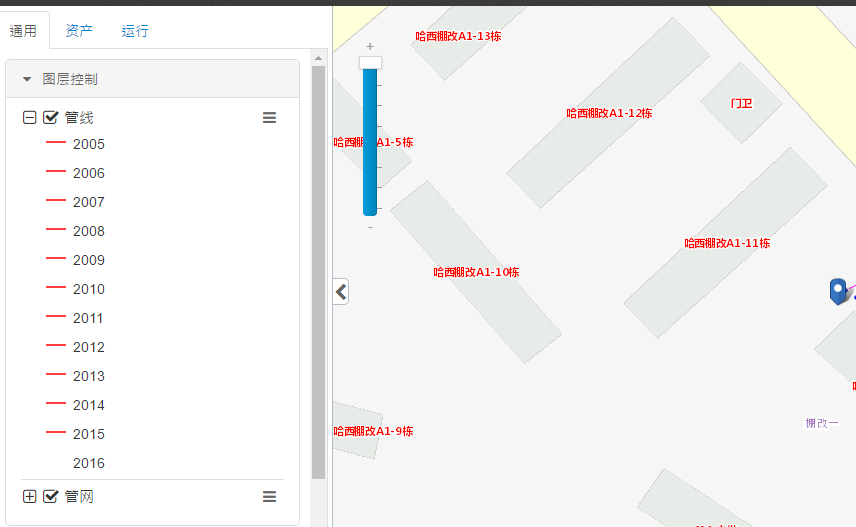 通用 资产 运行
图层控制
管线
2005
2006
2007
2008
2009
2010
2011
2012
2013
2014
2015
2016
管网
+
-
哈西棚改A1-13栋
哈西棚改A1-12栋
门卫
哈西棚改A1-5栋
哈西棚改A1-11栋
哈西棚改A1-10栋
棚改一
哈西棚改A1-9栋